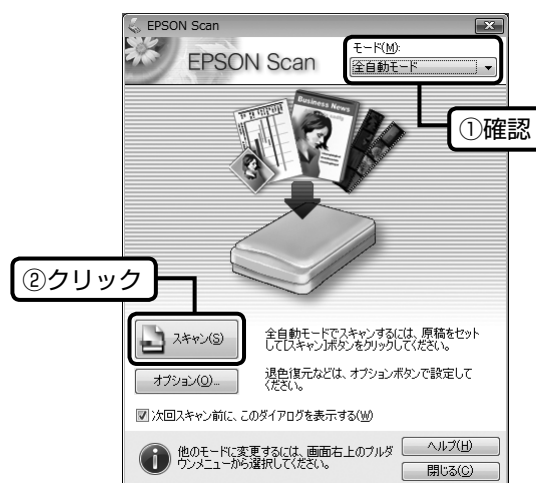 EPSON Scan
EPSON Scan
モード(M):
全自動モード
①確認
Business News
②クリック
スキャン(S)
全自動モードでスキャンするには、原稿をセット
して[スキャン]ボタンをクリックしてください。
オプション(O)...
退色復元などは、オプションボタンで設定して
ください。
次回スキャン前に、このダイアログを表示する(W)
他のモードに変更するには、画面右上のプルダ
ウンメニューから選択してください。
ヘルプ(H)
閉じる(C)